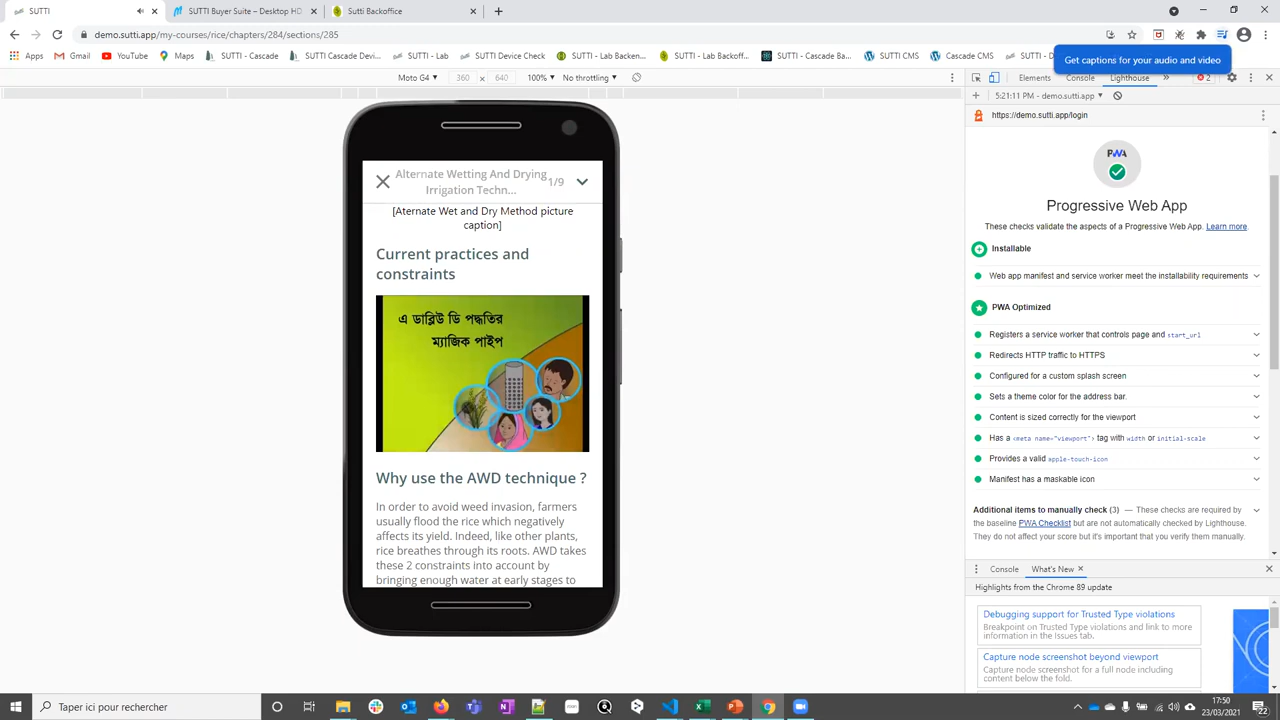 SUTTI
SUTTI Buyer Suite – Desktop HD
Sutti Backoffice
demo.sutti.app/my-courses/rice/chapters/284/sections/285
Apps
Gmail
YouTube
Maps
SUTTI - Cascade
SUTTI Cascade Devi...
SUTTI - Lab
SUTTI Device Check
SUTTI - Lab Backen...
SUTTI - Lab Backoff...
SUTTI - Cascade Ba...
SUTTI CMS
Cascade CMS
SUTTI - D
Get captions for your audio and video
Moto G4 ▾ 360 × 640 100% ▾ No throttling ▾
Elements Console Lighthouse » 2
5:21:11 PM - demo.sutti.app ▾
https://demo.sutti.app/login
Alternate Wetting And Drying
Irrigation Techn...
1/9
[Aternate Wet and Dry Method picture
caption]
Current practices and
constraints
এ ডাব্লিউ ডি পদ্ধতির
ম্যাজিক পাইপ
Why use the AWD technique ?
In order to avoid weed invasion, farmers
usually flood the rice which negatively
affects its yield. Indeed, like other plants,
rice breathes through its roots. AWD takes
these 2 constraints into account by
bringing enough water at early stages to
PWA
Progressive Web App
These checks validate the aspects of a Progressive Web App. Learn more.
Installable
Web app manifest and service worker meet the installability requirements
PWA Optimized
Registers a service worker that controls page and start_url
Redirects HTTP traffic to HTTPS
Configured for a custom splash screen
Sets a theme color for the address bar.
Content is sized correctly for the viewport
Has a <meta name="viewport"> tag with width or initial-scale
Provides a valid apple-touch-icon
Manifest has a maskable icon
Additional items to manually check (3) — These checks are required by
the baseline PWA Checklist but are not automatically checked by Lighthouse.
They do not affect your score but it's important that you verify them manually.
Console What's New ×
Highlights from the Chrome 89 update
Debugging support for Trusted Type violations
Breakpoint on Trusted Type violations and link to more
information in the Issues tab.
Capture node screenshot beyond viewport
Capture node screenshot for a full node including
content below the fold.
Taper ici pour rechercher
17:50
23/03/2021
22